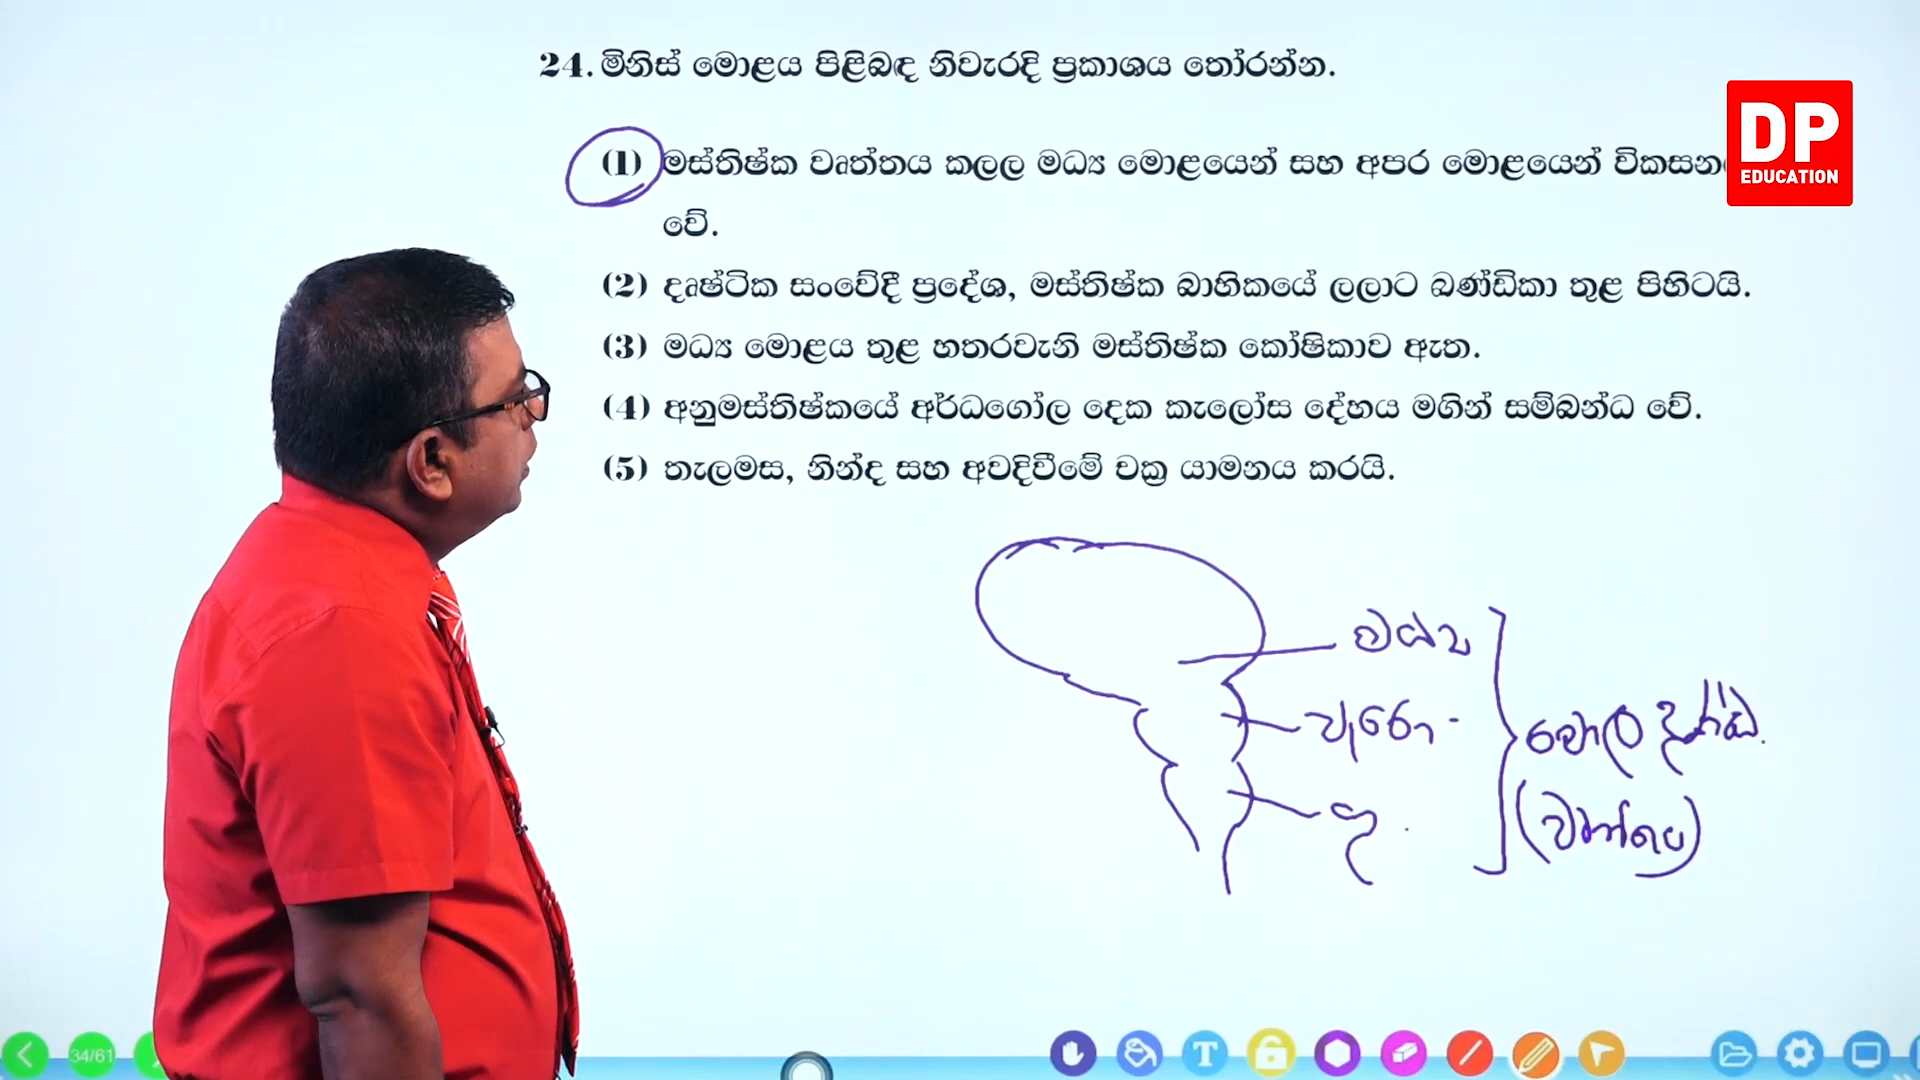 24. මිනිස් මොළය පිළිබඳ නිවැරදි ප්‍රකාශය තෝරන්න.
DP
EDUCATION
(1) මස්තිෂ්ක වෘන්තය කලල මධ්‍ය මොළයෙන් සහ අපර මොළයෙන් විකසන
වේ.
(2) දෘෂ්ටික සංවේදී ප්‍රදේශ, මස්තිෂ්ක බාහිකයේ ලලාට ඛණ්ඩිකා තුළ පිහිටයි.
(3) මධ්‍ය මොළය තුළ හතරවැනි මස්තිෂ්ක කෝෂිකාව ඇත.
(4) අනුමස්තිෂ්කයේ අර්ධගෝල දෙක කැලෝස දේහය මගින් සම්බන්ධ වේ.
(5) තැලමස, නින්ද සහ අවදිවීමේ චක්‍ර යාමනය කරයි.
මධ්‍ය
34/61
T